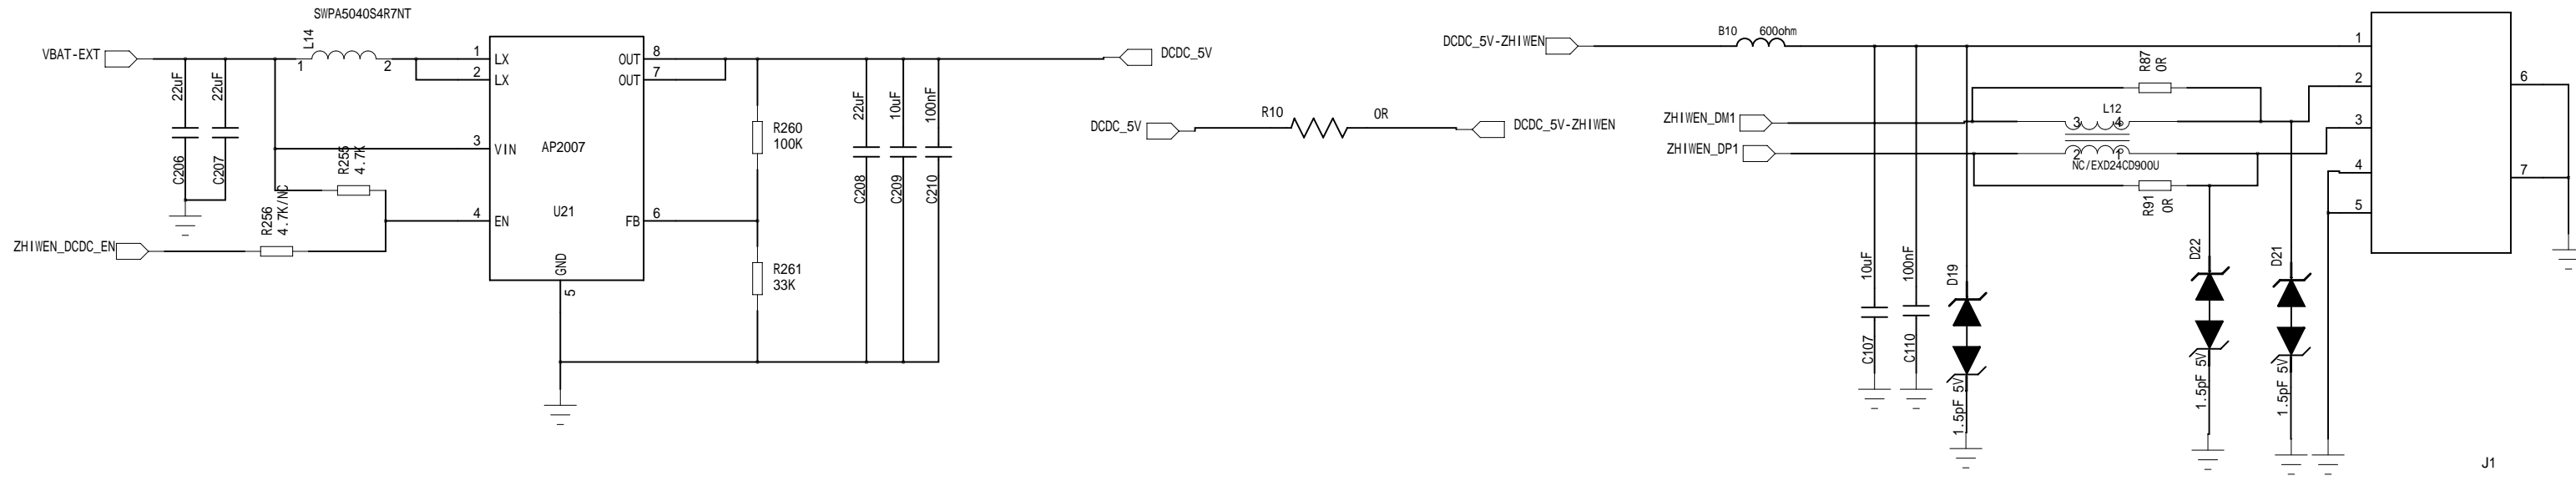 SWPA5040S4R7NT
VBAT-EXT
L14
1
2
22uF
22uF
C206
C207
R255
4.7K
R256
4.7K/NC
ZHIWEN_DCDC_EN
1
2
3
4
LX
LX
VIN
EN
AP2007
U21
GND
5
OUT
OUT
FB
8
7
6
R260
100K
R261
33K
22uF
10uF
100nF
C208
C209
C210
DCDC_5V
DCDC_5V
R10
0R
DCDC_5V-ZHIWEN
DCDC_5V-ZHIWEN
B10
600ohm
ZHIWEN_DM1
ZHIWEN_DP1
R87
0R
L12
3
4
2
1
NC/EXD24CD900U
R91
0R
10uF
100nF
C107
C110
D19
1.5pF 5V
D22
1.5pF 5V
D21
1.5pF 5V
1
2
3
4
5
6
7
J1